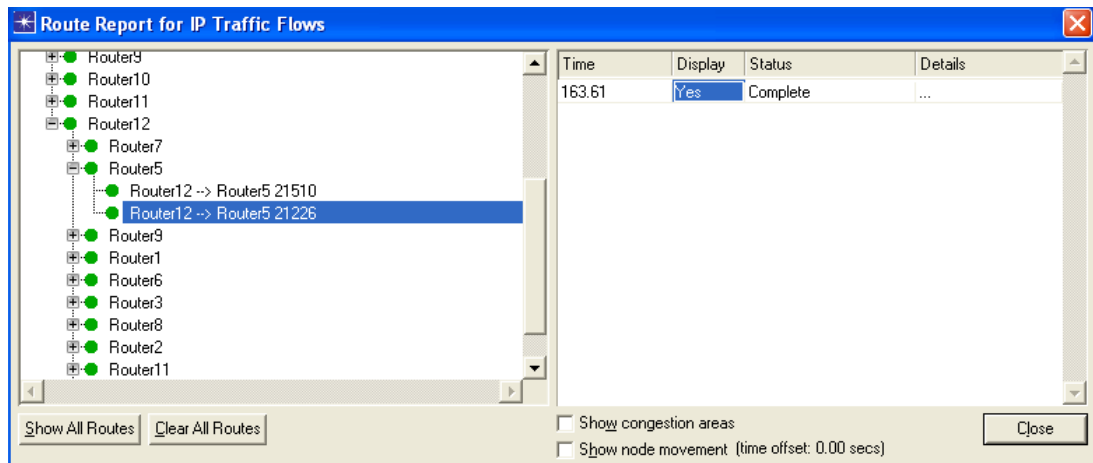 Route Report for IP Traffic Flows
Router9
Router10
Router11
Router12
Router7
Router5
Router12 --> Router5 21510
Router12 --> Router5 21226
Router9
Router1
Router6
Router3
Router8
Router2
Router11
Time Display Status Details
163.61 Yes Complete ...
Show All Routes Clear All Routes
Show congestion areas
Show node movement (time offset: 0.00 secs)
Close